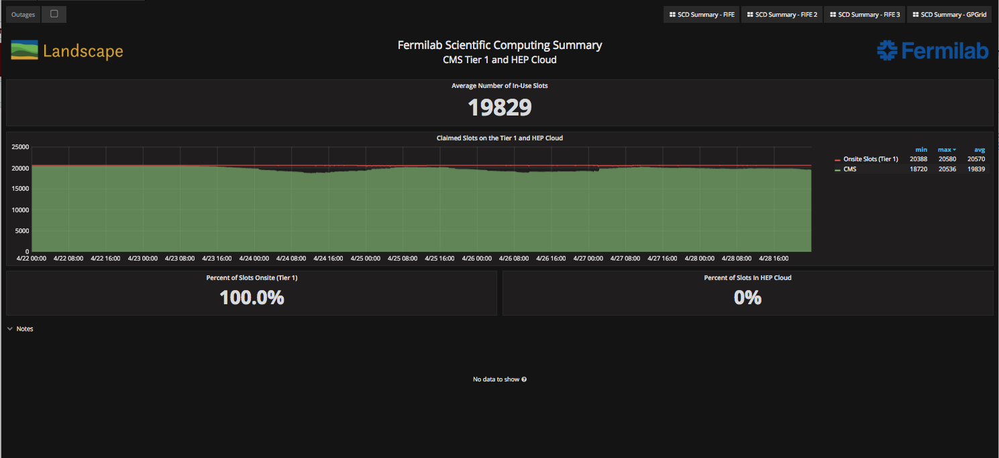 Outages
SCD Summary - FIFE
SCD Summary - FIFE 2
SCD Summary - FIFE 3
SCD Summary - GPGrid
Landscape
Fermilab Scientific Computing Summary
CMS Tier 1 and HEP Cloud
Fermilab
Average Number of In-Use Slots
19829
Claimed Slots on the Tier 1 and HEP Cloud
25000
20000
15000
10000
5000
0
4/22 00:00 4/22 08:00 4/22 16:00 4/23 00:00 4/23 08:00 4/23 16:00 4/24 00:00 4/24 08:00 4/24 16:00 4/25 00:00 4/25 08:00 4/25 16:00 4/26 00:00 4/26 08:00 4/26 16:00 4/27 00:00 4/27 08:00 4/27 16:00 4/28 00:00 4/28 08:00 4/28 16:00
min max avg
Onsite Slots (Tier 1) 20388 20580 20570
CMS 18720 20536 19839
Percent of Slots Onsite (Tier 1)
100.0%
Percent of Slots In HEP Cloud
0%
Notes
No data to show